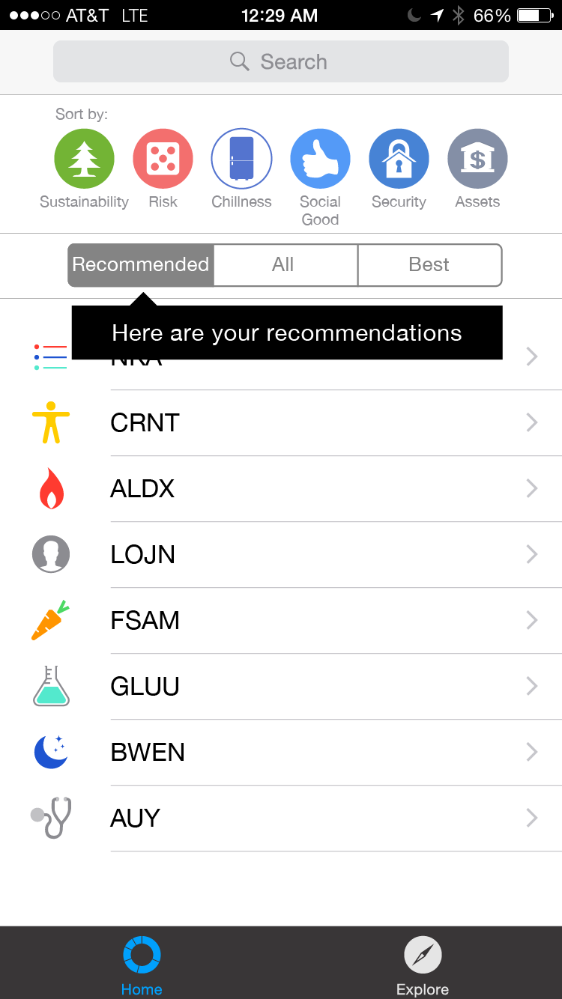 AT&T LTE 12:29 AM 66%
Search
Sort by:
Sustainability Risk Chillness Social Good Security Assets
$
Recommended All Best
Here are your recommendations
CRNT
ALDX
LOJN
FSAM
GLUU
BWEN
AUY
Home Explore